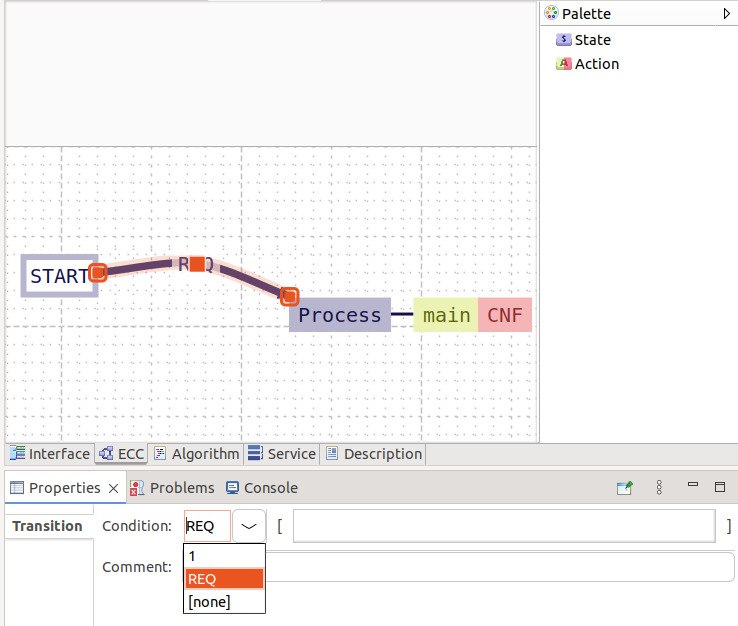 Palette
State
Action
START
REQ
Process
main
CNF
Interface
ECC
Algorithm
Service
Description
Properties
Problems
Console
Transition
Condition:
REQ
[
]
1
REQ
[none]
Comment: